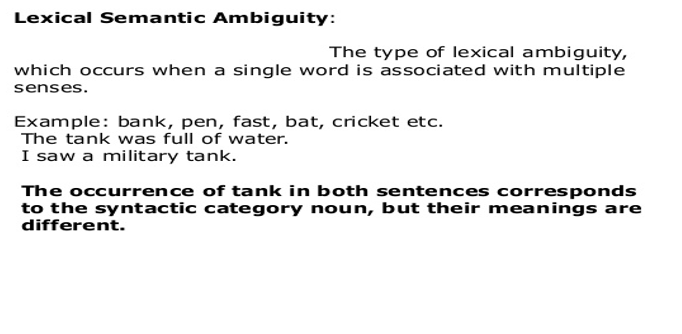 Lexical Semantic Ambiguity:
The type of lexical ambiguity,
which occurs when a single word is associated with multiple
senses.
Example: bank, pen, fast, bat, cricket etc.
The tank was full of water.
I saw a military tank.
The occurrence of tank in both sentences corresponds
to the syntactic category noun, but their meanings are
different.